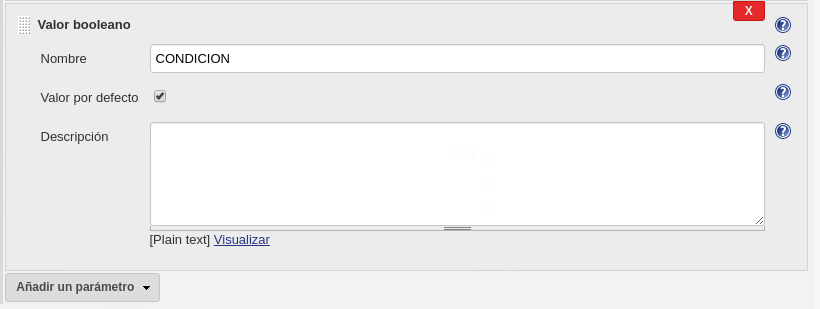 X
Valor booleano
?
Nombre
CONDICION
?
Valor por defecto
?
Descripción
?
[Plain text] Visualizar
Añadir un parámetro